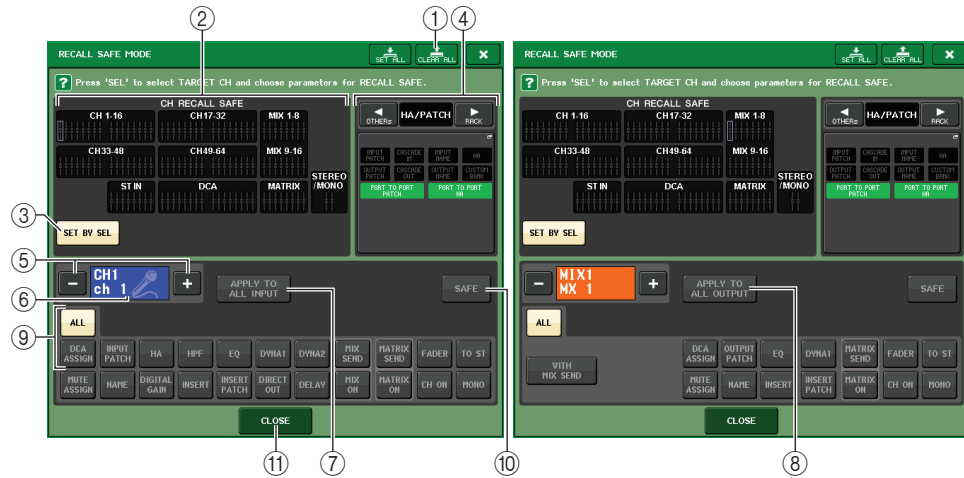 ② ① ④
RECALL SAFE MODE
SET ALL
CLEAR ALL
×
? Press 'SEL' to select TARGET CH and choose parameters for RECALL SAFE.
CH RECALL SAFE
CH 1-16
CH17-32
MIX 1-8
CH33-48
CH49-64
MIX 9-16
ST IN
DCA
MATRIX
STEREO
/MONO
OTHERs
HA/PATCH
RACK
INPUT PATCH
CASCADE IN
INPUT NAME
HA
OUTPUT PATCH
CASCADE OUT
OUTPUT NAME
CUSTOM BANK
PORT TO PORT PATCH
PORT TO PORT HA
③
SET BY SEL
⑤
−
CH1
ch 1
+
⑥
APPLY TO
ALL INPUT
SAFE
⑩
⑨
ALL
DCA ASSIGN
INPUT PATCH
HA
HPF
EQ
DYNA1
DYNA2
MIX SEND
MATRIX SEND
FADER
TO ST
MUTE ASSIGN
NAME
DIGITAL GAIN
INSERT
INSERT PATCH
DIRECT OUT
DELAY
MIX ON
MATRIX ON
CH ON
MONO
CLOSE
⑪
⑦
RECALL SAFE MODE
SET ALL
CLEAR ALL
×
? Press 'SEL' to select TARGET CH and choose parameters for RECALL SAFE.
CH RECALL SAFE
CH 1-16
CH17-32
MIX 1-8
CH33-48
CH49-64
MIX 9-16
ST IN
DCA
MATRIX
STEREO
/MONO
OTHERs
HA/PATCH
RACK
INPUT PATCH
CASCADE IN
INPUT NAME
HA
OUTPUT PATCH
CASCADE OUT
OUTPUT NAME
CUSTOM BANK
PORT TO PORT PATCH
PORT TO PORT HA
SET BY SEL
−
MIX1
MX 1
+
APPLY TO
ALL OUTPUT
SAFE
ALL
WITH
MIX SEND
DCA ASSIGN
OUTPUT PATCH
EQ
DYNA1
MATRIX SEND
FADER
TO ST
MUTE ASSIGN
NAME
INSERT
INSERT PATCH
MATRIX ON
CH ON
MONO
CLOSE
⑧